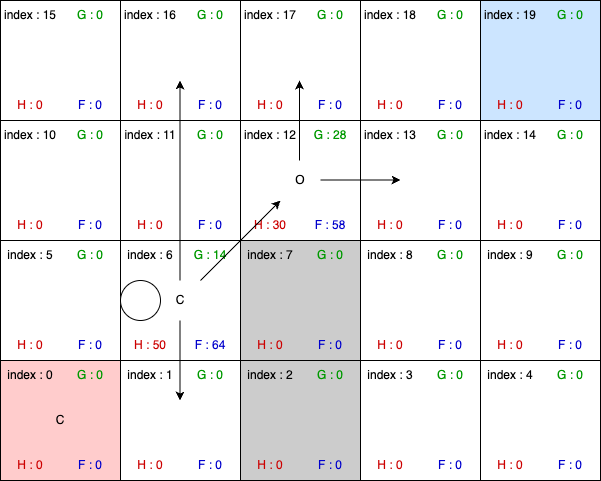 index : 15 G : 0 index : 16 G : 0 index : 17 G : 0 index : 18 G : 0 index : 19 G : 0
H : 0 F : 0 H : 0 F : 0 H : 0 F : 0 H : 0 F : 0 H : 0 F : 0
index : 10 G : 0 index : 11 G : 0 index : 12 G : 28 index : 13 G : 0 index : 14 G : 0
O
H : 0 F : 0 H : 0 F : 0 H : 30 F : 58 H : 0 F : 0 H : 0 F : 0
index : 5 G : 0 index : 6 G : 14 index : 7 G : 0 index : 8 G : 0 index : 9 G : 0
C
H : 0 F : 0 H : 50 F : 64 H : 0 F : 0 H : 0 F : 0 H : 0 F : 0
index : 0 G : 0 index : 1 G : 0 index : 2 G : 0 index : 3 G : 0 index : 4 G : 0
C
H : 0 F : 0 H : 0 F : 0 H : 0 F : 0 H : 0 F : 0 H : 0 F : 0